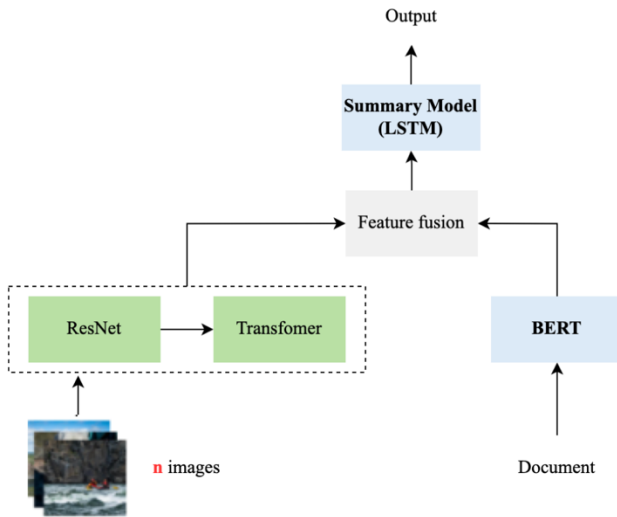 Output
Summary Model
(LSTM)
Feature fusion
ResNet
Transfomer
BERT
n images
Document